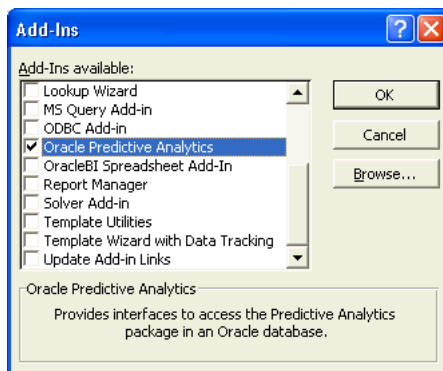 Add-Ins
?
X
Add-Ins available:
Lookup Wizard
MS Query Add-in
ODBC Add-in
Oracle Predictive Analytics
OracleBI Spreadsheet Add-In
Report Manager
Solver Add-in
Template Utilities
Template Wizard with Data Tracking
Update Add-in Links
OK
Cancel
Browse...
Oracle Predictive Analytics
Provides interfaces to access the Predictive Analytics
package in an Oracle database.